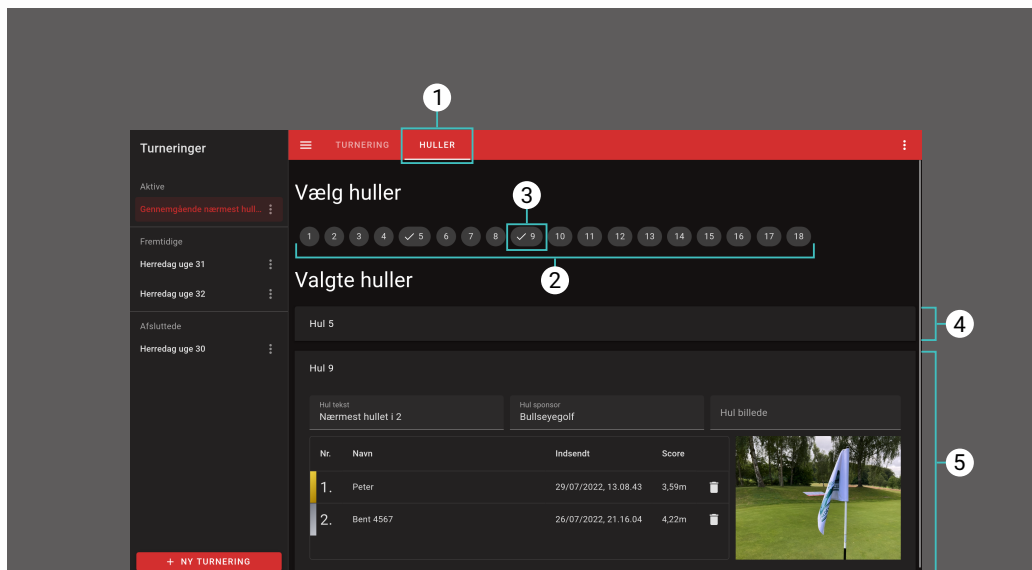 1
Turneringer
TURNERING
HULLER
Aktive
Gennemgående nærmest hull...
Fremtidige
Herredag uge 31
Herredag uge 32
Afsluttede
Herredag uge 30
+ NY TURNERING
Vælg huller
3
1 2 3 4 ✓ 5 6 7 8 ✓ 9 10 11 12 13 14 15 16 17 18
2
Valgte huller
Hul 5
4
Hul 9
Hul tekst
Nærmest hullet i 2
Hul sponsor
Bullseyegolf
Hul billede
Nr. Navn Indsendt Score
1. Peter 29/07/2022, 13.08.43 3,59m
2. Bent 4567 26/07/2022, 21.16.04 4,22m
5